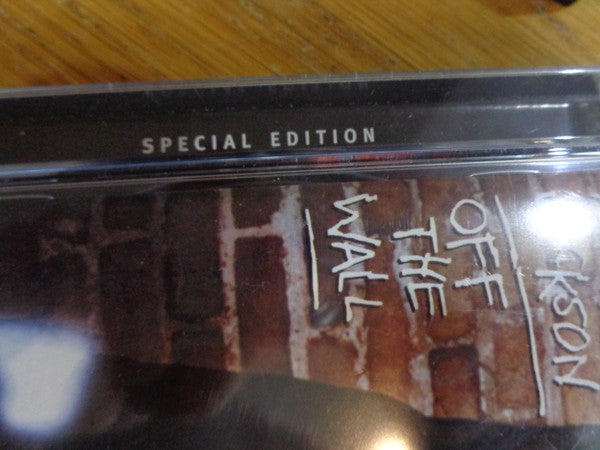 SPECIAL EDITION
CKSON
OFF
THE
WALL